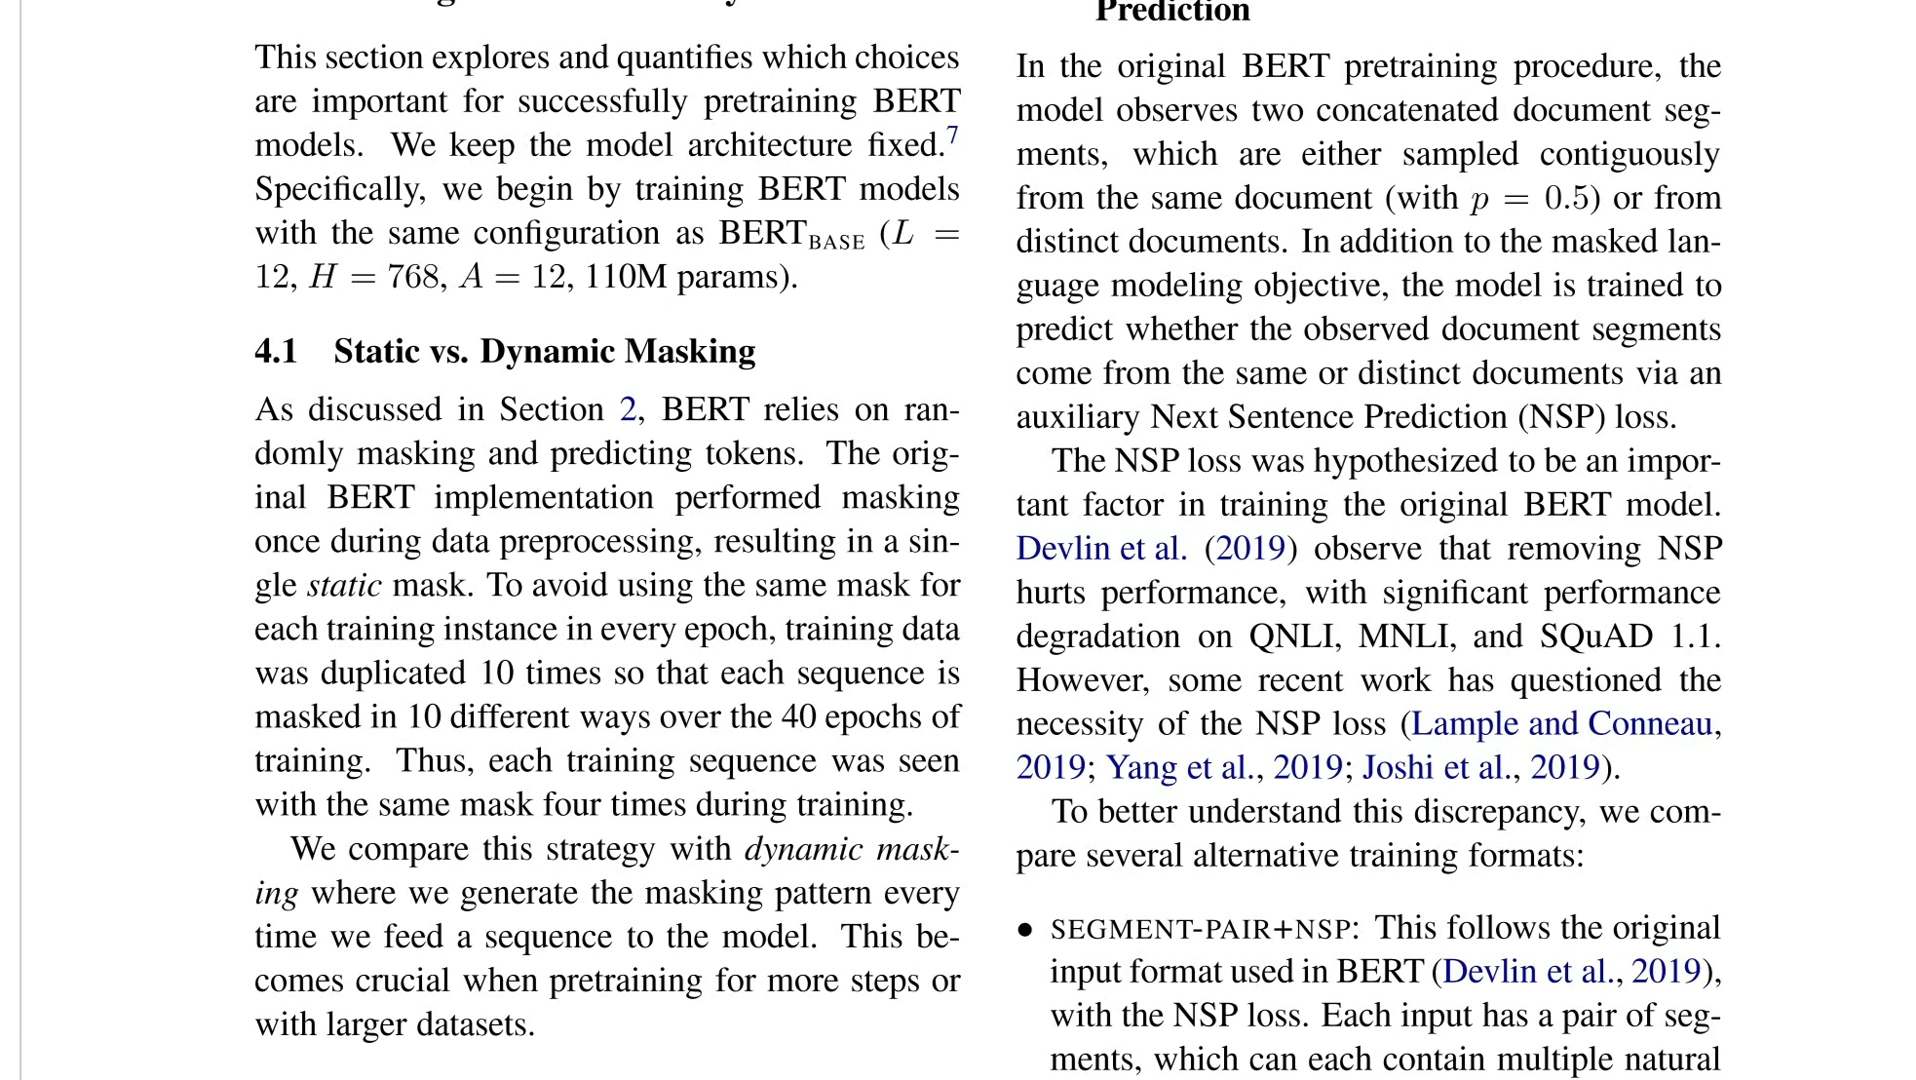 This section explores and quantifies which choices
are important for successfully pretraining BERT
models. We keep the model architecture fixed.7
Specifically, we begin by training BERT models
with the same configuration as BERTBASE (L =
12, H = 768, A = 12, 110M params).
4.1 Static vs. Dynamic Masking
As discussed in Section 2, BERT relies on ran-
domly masking and predicting tokens. The orig-
inal BERT implementation performed masking
once during data preprocessing, resulting in a sin-
gle static mask. To avoid using the same mask for
each training instance in every epoch, training data
was duplicated 10 times so that each sequence is
masked in 10 different ways over the 40 epochs of
training. Thus, each training sequence was seen
with the same mask four times during training.
We compare this strategy with dynamic mask-
ing where we generate the masking pattern every
time we feed a sequence to the model. This be-
comes crucial when pretraining for more steps or
with larger datasets.
Prediction
In the original BERT pretraining procedure, the
model observes two concatenated document seg-
ments, which are either sampled contiguously
from the same document (with p = 0.5) or from
distinct documents. In addition to the masked lan-
guage modeling objective, the model is trained to
predict whether the observed document segments
come from the same or distinct documents via an
auxiliary Next Sentence Prediction (NSP) loss.
The NSP loss was hypothesized to be an impor-
tant factor in training the original BERT model.
Devlin et al. (2019) observe that removing NSP
hurts performance, with significant performance
degradation on QNLI, MNLI, and SQuAD 1.1.
However, some recent work has questioned the
necessity of the NSP loss (Lample and Conneau,
2019; Yang et al., 2019; Joshi et al., 2019).
To better understand this discrepancy, we com-
pare several alternative training formats:
• SEGMENT-PAIR+NSP: This follows the original
input format used in BERT (Devlin et al., 2019),
with the NSP loss. Each input has a pair of seg-
ments, which can each contain multiple natural